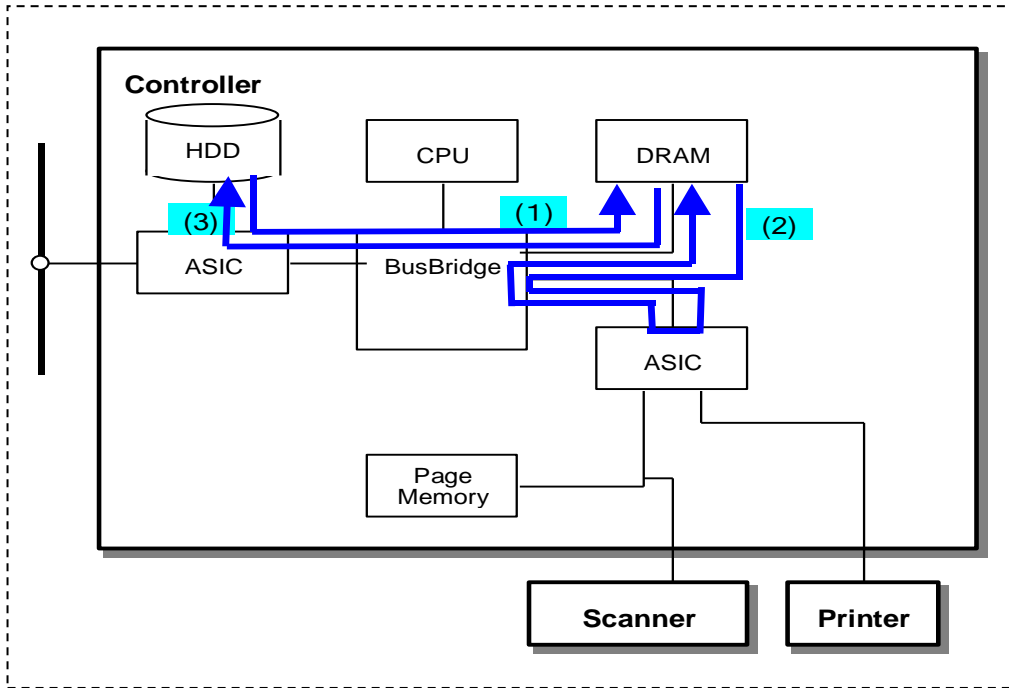 Controller
HDD
CPU
DRAM
(3)
(1)
(2)
ASIC
BusBridge
ASIC
Page
Memory
Scanner
Printer